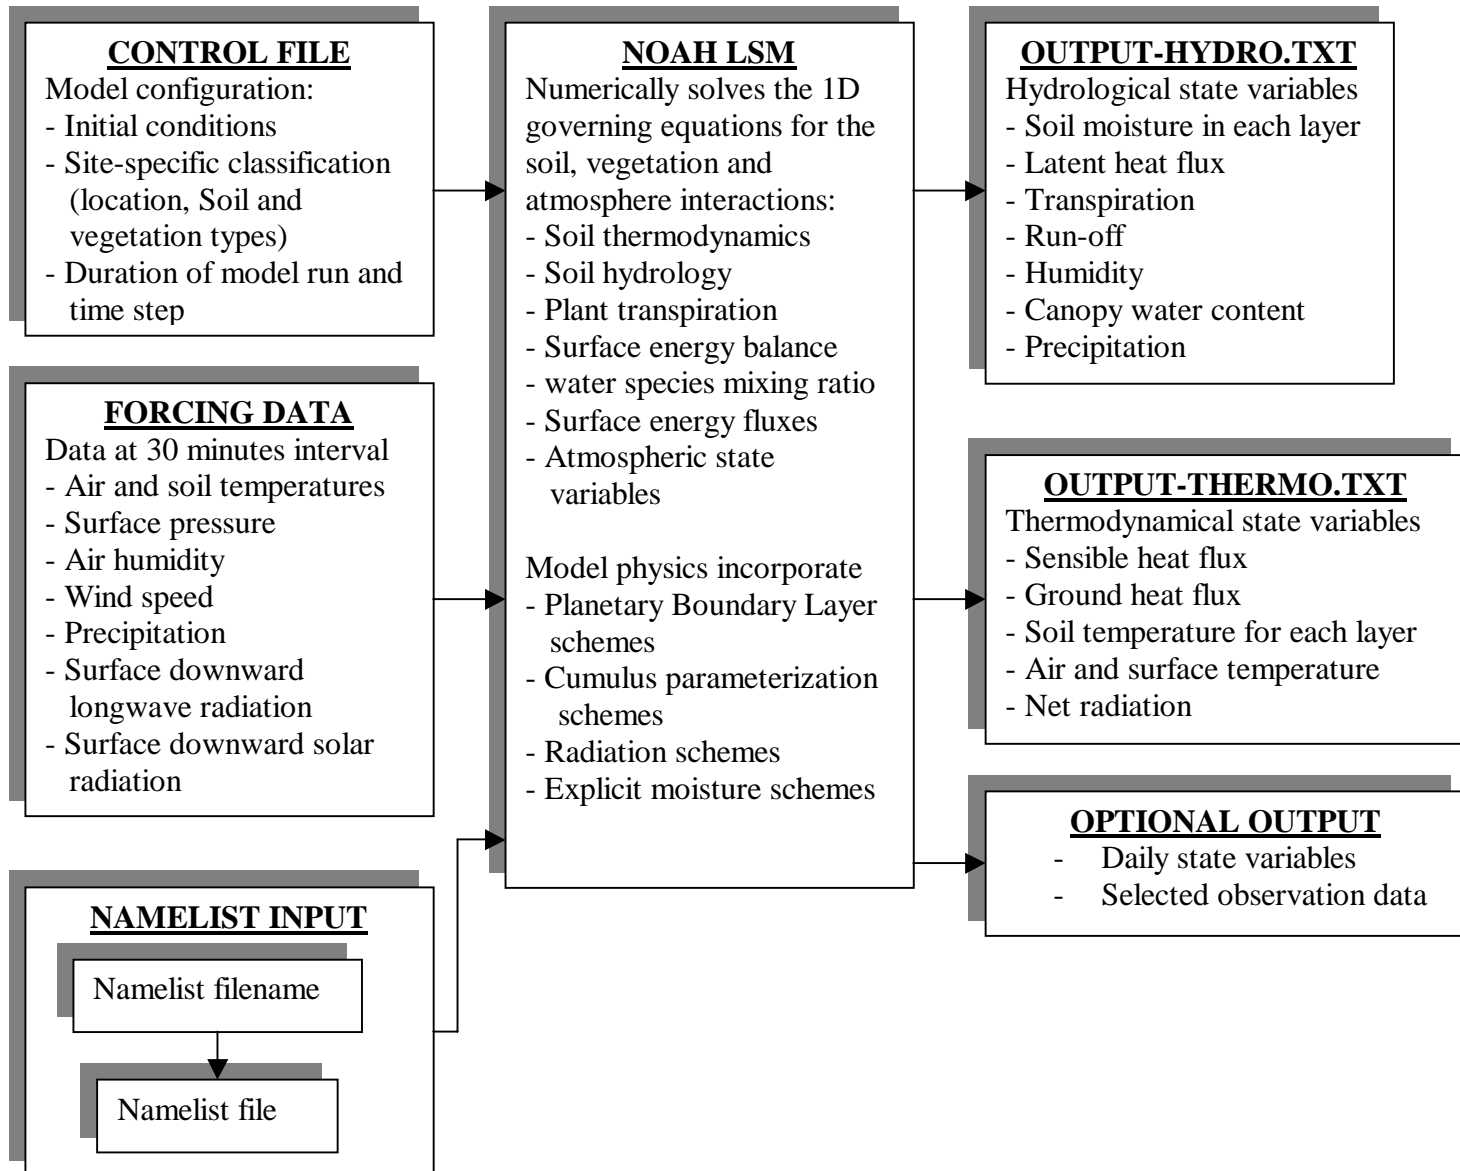 CONTROL FILE
Model configuration:
- Initial conditions
- Site-specific classification
(location, Soil and
vegetation types)
- Duration of model run and
time step
FORCING DATA
Data at 30 minutes interval
- Air and soil temperatures
- Surface pressure
- Air humidity
- Wind speed
- Precipitation
- Surface downward
longwave radiation
- Surface downward solar
radiation
NAMELIST INPUT
Namelist filename
Namelist file
NOAH LSM
Numerically solves the 1D
governing equations for the
soil, vegetation and
atmosphere interactions:
- Soil thermodynamics
- Soil hydrology
- Plant transpiration
- Surface energy balance
- water species mixing ratio
- Surface energy fluxes
- Atmospheric state
variables
Model physics incorporate
- Planetary Boundary Layer
schemes
- Cumulus parameterization
schemes
- Radiation schemes
- Explicit moisture schemes
OUTPUT-HYDRO.TXT
Hydrological state variables
- Soil moisture in each layer
- Latent heat flux
- Transpiration
- Run-off
- Humidity
- Canopy water content
- Precipitation
OUTPUT-THERMO.TXT
Thermodynamical state variables
- Sensible heat flux
- Ground heat flux
- Soil temperature for each layer
- Air and surface temperature
- Net radiation
OPTIONAL OUTPUT
- Daily state variables
- Selected observation data